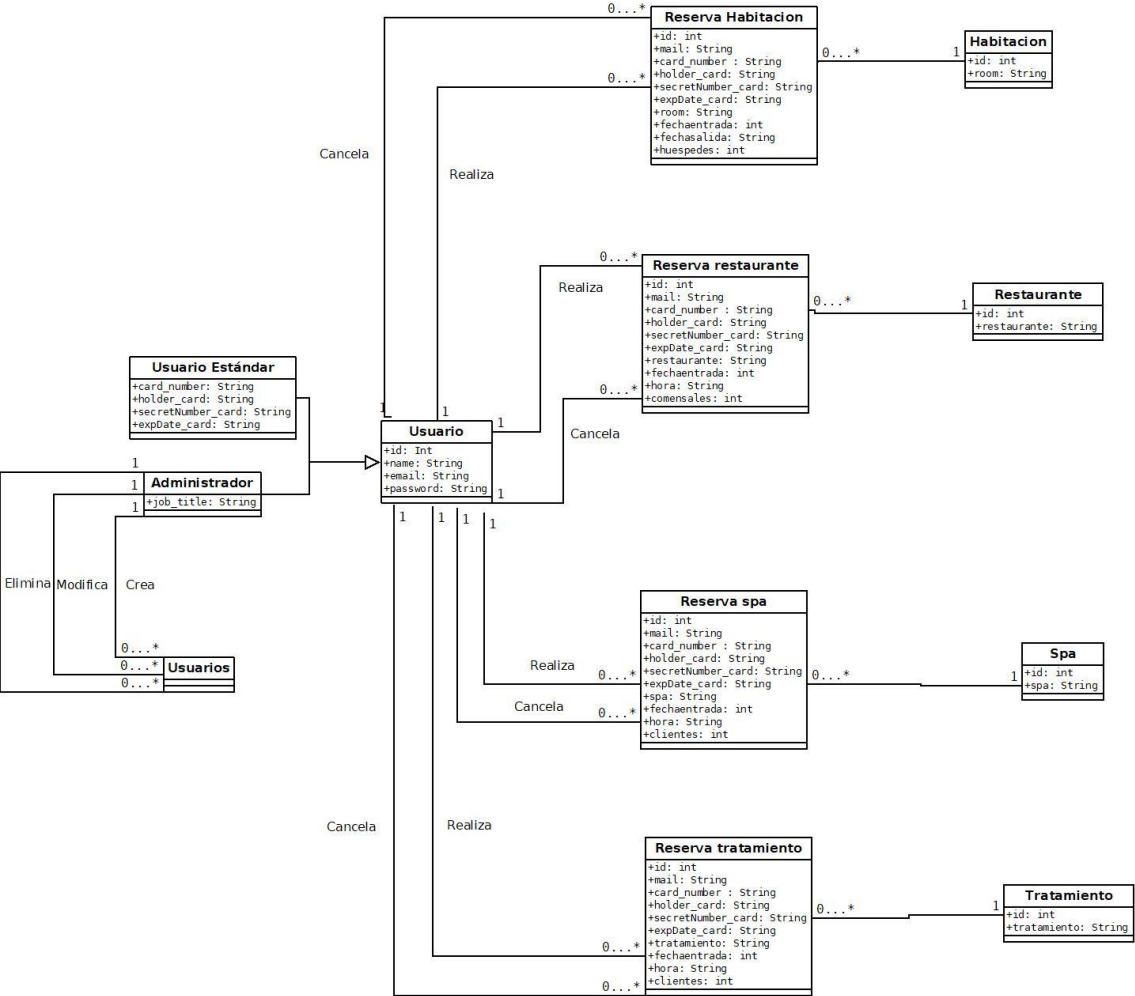 0...*
Reserva Habitacion
+id: int
+mail: String
+card_number : String
+holder_card: String
+secretNumber_card: String
+expDate_card: String
+room: String
+fechaentrada: int
+fechasalida: String
+huespedes: int
0...*
0...*
1
Habitacion
+id: int
+room: String
Cancela
Realiza
0...*
Realiza
Reserva restaurante
+id: int
+mail: String
+card_number : String
+holder_card: String
+secretNumber_card: String
+expDate_card: String
+restaurante: String
+fechaentrada: int
+hora: String
+comensales: int
0...*
1
Restaurante
+id: int
+restaurante: String
0...*
Cancela
Usuario Estándar
+card_number: String
+holder_card: String
+secretNumber_card: String
+expDate_card: String
1
1
1
Usuario
+id: Int
+name: String
+email: String
+password: String
1
1
1
1
1
1
Administrador
+job_title: String
1
1
Elimina
Modifica
Crea
0...*
0...*
0...*
Usuarios
Reserva spa
+id: int
+mail: String
+card_number : String
+holder_card: String
+secretNumber_card: String
+expDate_card: String
+spa: String
+fechaentrada: int
+hora: String
+clientes: int
Realiza
0...*
Cancela
0...*
0...*
1
Spa
+id: int
+spa: String
Cancela
Realiza
Reserva tratamiento
+id: int
+mail: String
+card_number : String
+holder_card: String
+secretNumber_card: String
+expDate_card: String
+tratamiento: String
+fechaentrada: int
+hora: String
+clientes: int
0...*
0...*
0...*
1
Tratamiento
+id: int
+tratamiento: String